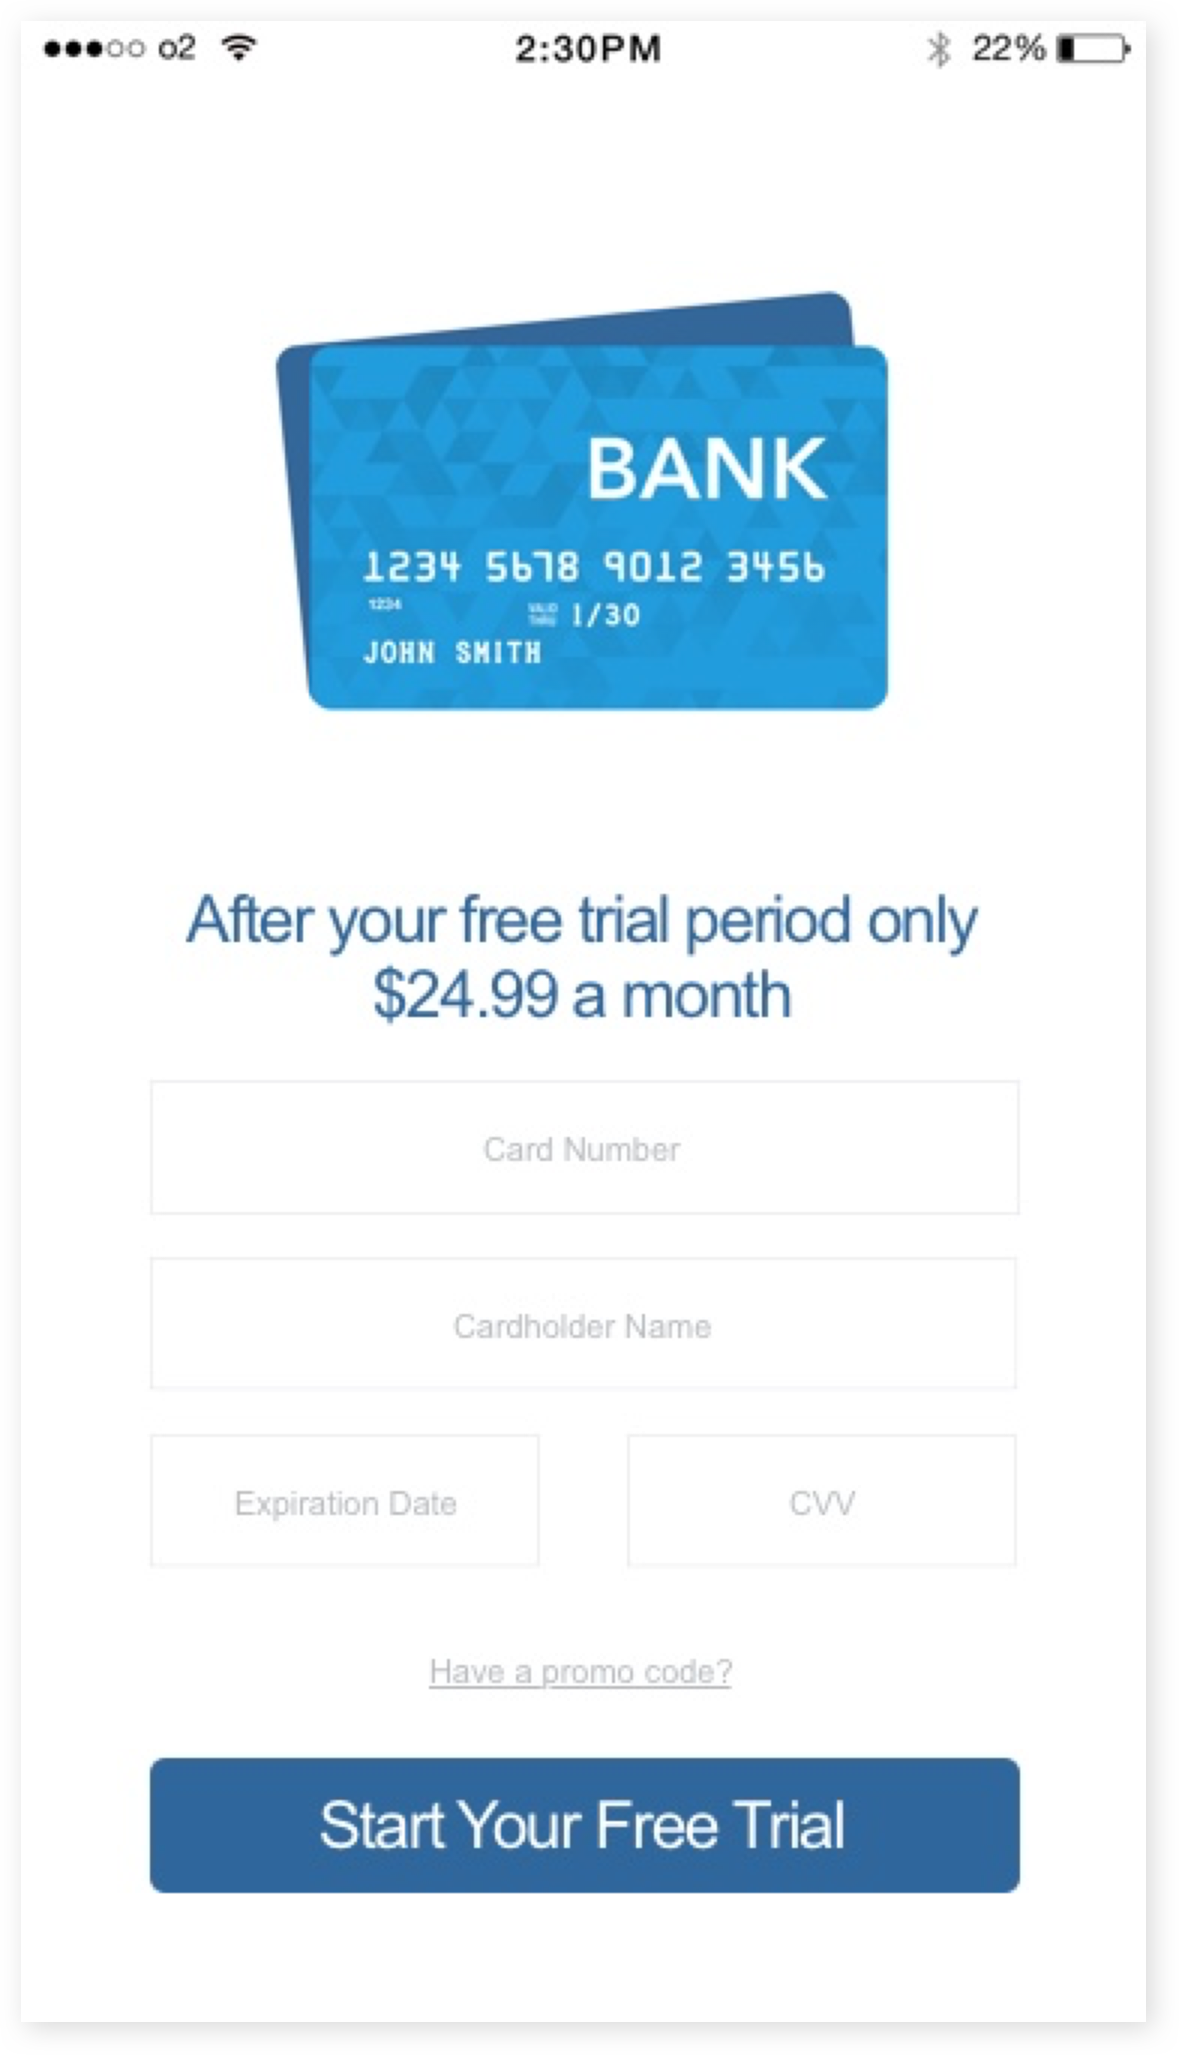 o2 2:30PM 22%
BANK
1234 5678 9012 3456
1234 VALID THRU 1/30
JOHN SMITH
After your free trial period only
$24.99 a month
Card Number
Cardholder Name
Expiration Date CVV
Have a promo code?
Start Your Free Trial